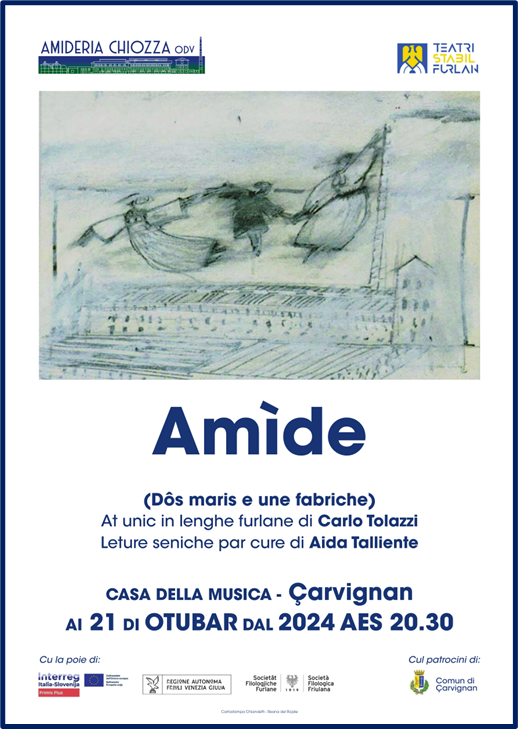 AMIDERIA CHIOZZA ODV
TEATRI
STABIL
FURLAN
Amìde
(Dôs maris e une fabriche)
At unic in lenghe furlane di Carlo Tolazzi
Leture seniche par cure di Aida Talliente
CASA DELLA MUSICA - Çarvignan
AI 21 DI OTUBAR DAL 2024 AES 20.30
Cu la poie di:
Cul patrocini di:
Interreg
Italia-Slovenija
Primis Plus
REGIONE AUTONOMA
FRIULI VENEZIA GIULIA
Societât
Filologjiche
Furlane
1919
Società
Filologica
Friulana
Comun di
Çarvignan